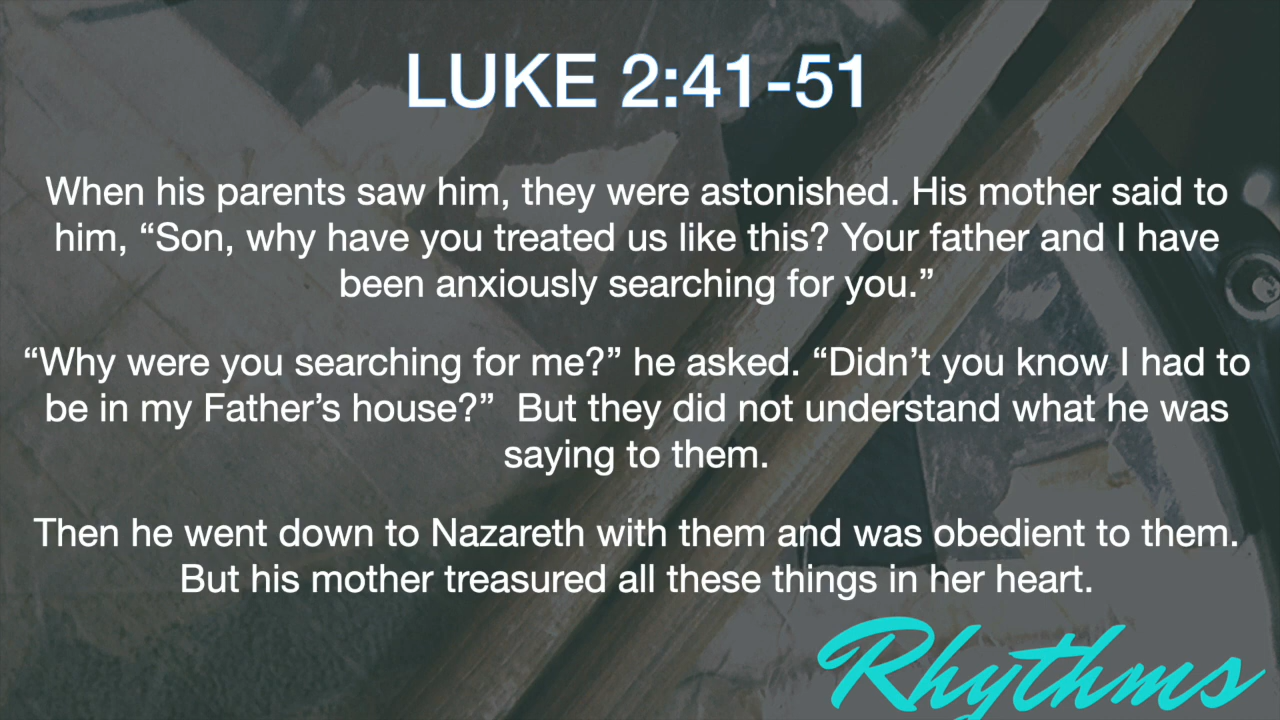 LUKE 2:41-51
When his parents saw him, they were astonished. His mother said to
him, “Son, why have you treated us like this? Your father and I have
been anxiously searching for you.”
“Why were you searching for me?” he asked. “Didn’t you know I had to
be in my Father’s house?”  But they did not understand what he was
saying to them.
Then he went down to Nazareth with them and was obedient to them.
But his mother treasured all these things in her heart.
Rhythms